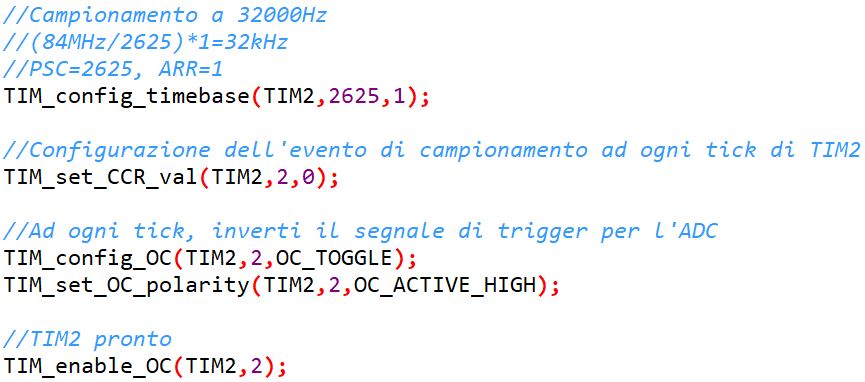 //Campionamento a 32000Hz
//(84MHz/2625)*1=32kHz
//PSC=2625, ARR=1
TIM_config_timebase(TIM2,2625,1);
//Configurazione dell'evento di campionamento ad ogni tick di TIM2
TIM_set_CCR_val(TIM2,2,0);
//Ad ogni tick, inverti il segnale di trigger per l'ADC
TIM_config_OC(TIM2,2,OC_TOGGLE);
TIM_set_OC_polarity(TIM2,2,OC_ACTIVE_HIGH);
//TIM2 pronto
TIM_enable_OC(TIM2,2);